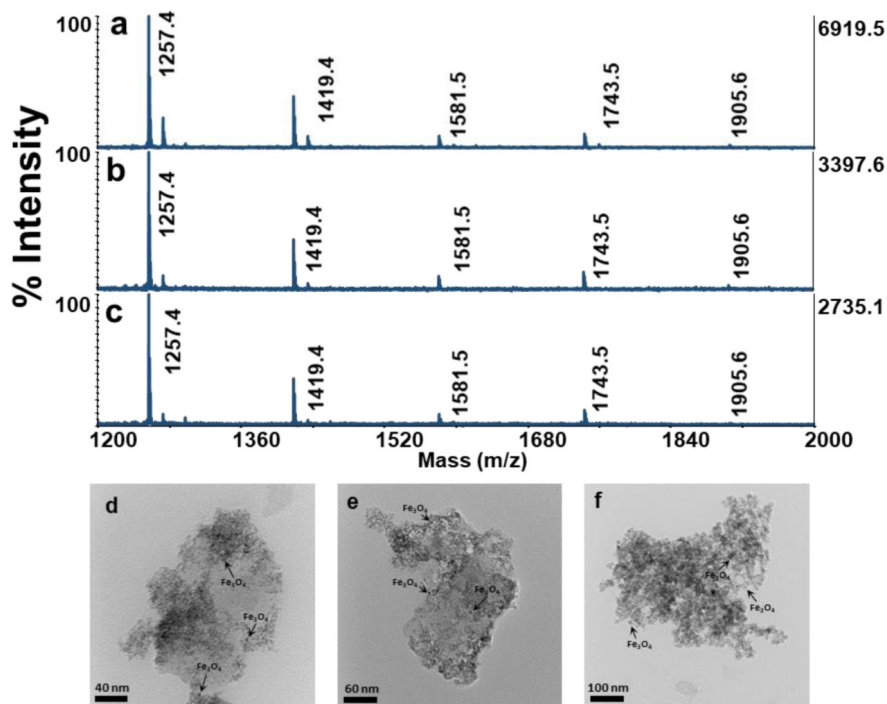 % Intensity
a
100
6919.5
1257.4
1419.4
1581.5
1743.5
1905.6
b
100
3397.6
1257.4
1419.4
1581.5
1743.5
1905.6
c
100
2735.1
1257.4
1419.4
1581.5
1743.5
1905.6
1200 1360 1520 1680 1840 2000
Mass (m/z)
d
Fe₃O₄
Fe₃O₄
Fe₃O₄
40 nm
e
Fe₃O₄
Fe₃O₄
Fe₃O₄
60 nm
f
Fe₃O₄
Fe₃O₄
Fe₃O₄
100 nm